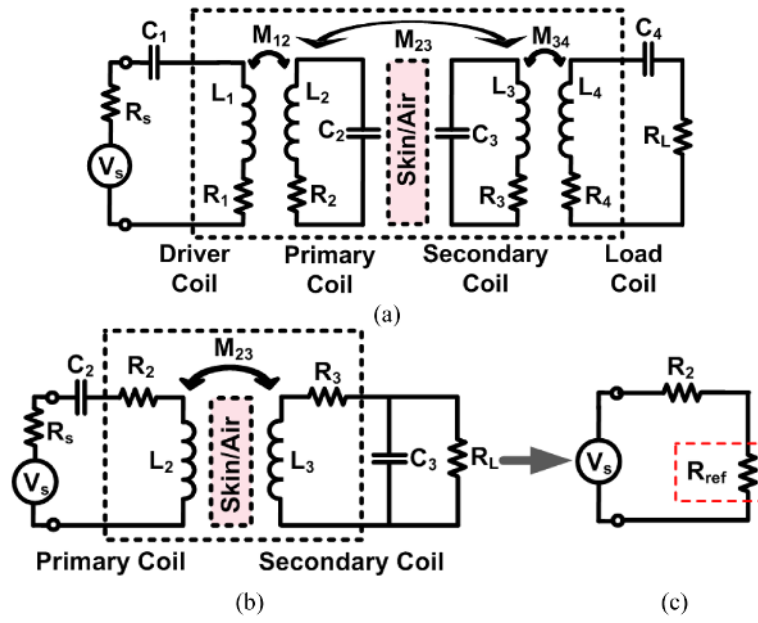 C1 M12 M23 M34 C4
Rs L1 L2 C2 Skin/Air C3 L3 L4 RL
Vs R1 R2 R3 R4
Driver Coil Primary Coil Secondary Coil Load Coil
(a)
C2 R2 M23 R3 R2
Rs L2 Skin/Air L3 C3 RL Rref
Vs Vs
Primary Coil Secondary Coil
(b) (c)